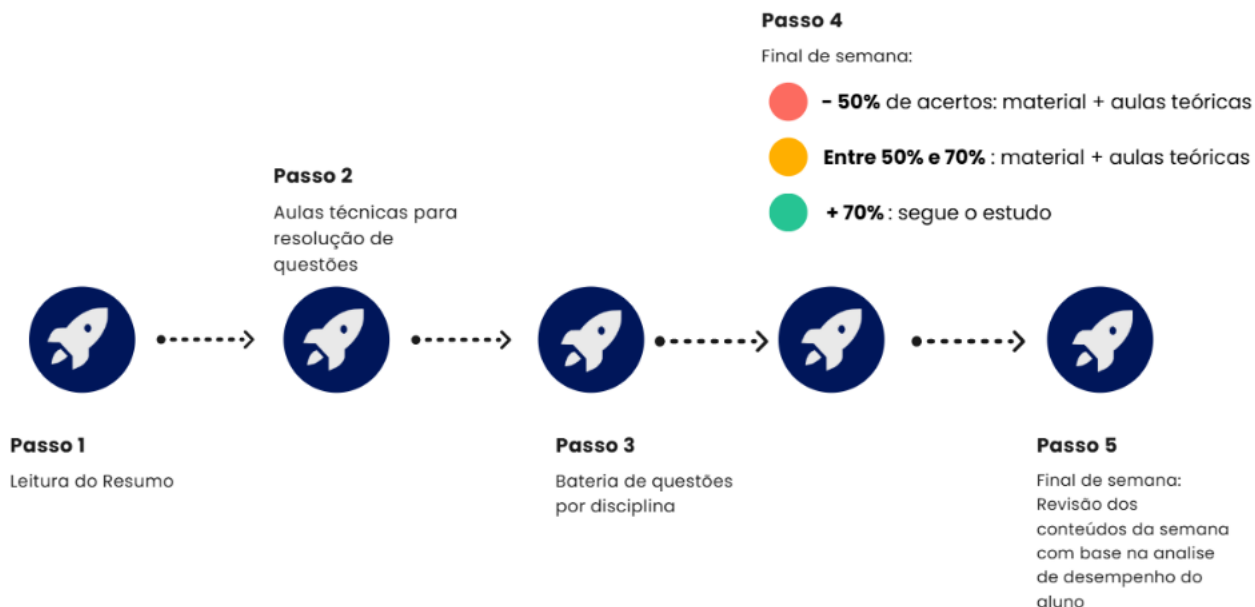 Passo 1
Leitura do Resumo
Passo 2
Aulas técnicas para
resolução de
questões
Passo 3
Bateria de questões
por disciplina
Passo 4
Final de semana:
- 50% de acertos: material + aulas teóricas
Entre 50% e 70% : material + aulas teóricas
+ 70% : segue o estudo
Passo 5
Final de semana:
Revisão dos
conteúdos da semana
com base na analise
de desempenho do
aluno